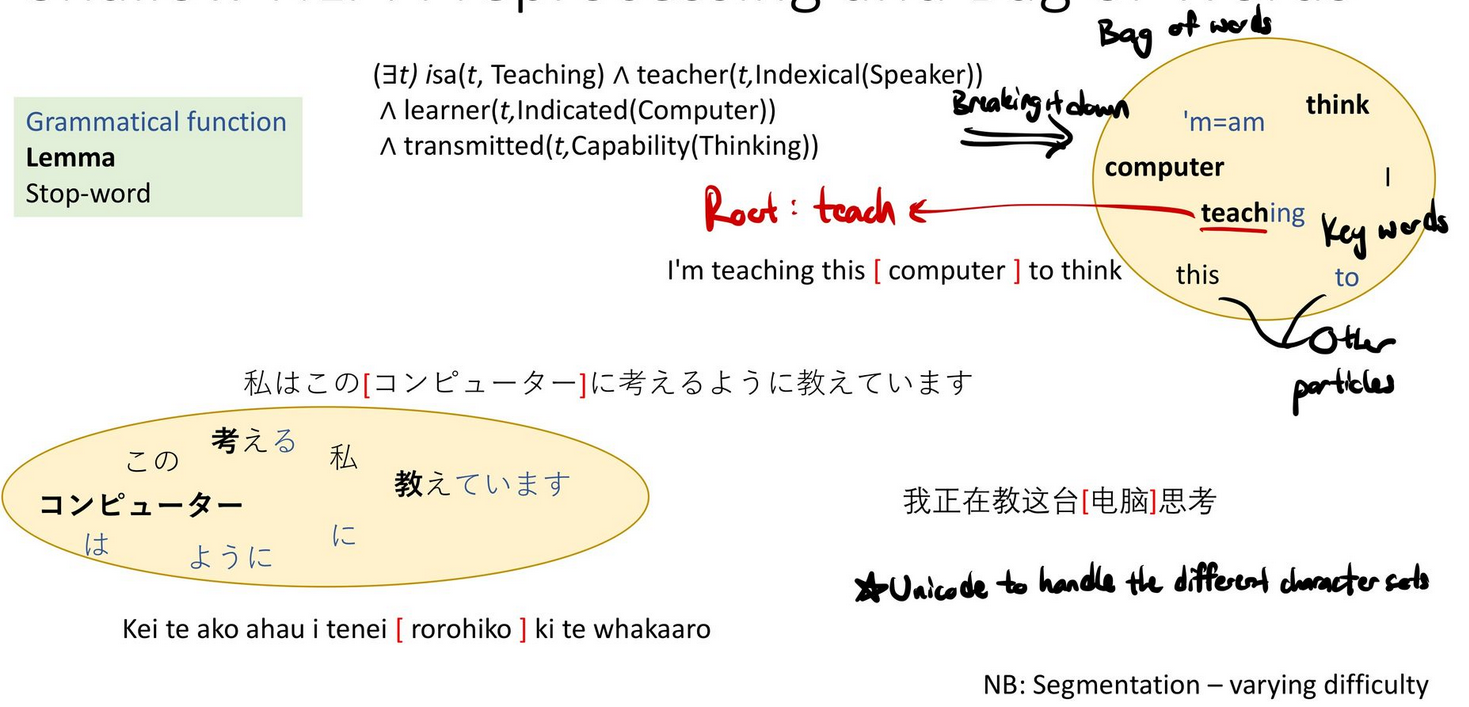 Bag of words
(∃t) isa(t, Teaching) ∧ teacher(t,Indexical(Speaker))
∧ learner(t,Indicated(Computer))
∧ transmitted(t,Capability(Thinking))
Breaking it down
Grammatical function
Lemma
Stop-word
think
'm=am
computer
I
teaching
Key words
this
to
Root: teach
I'm teaching this [ computer ] to think
Other
particles
私はこの[コンピューター]に考えるように教えています
考える
この
私
教えています
コンピューター
は
ように
に
我正在教这台[电脑]思考
☆Unicode to handle the different character sets
Kei te ako ahau i tenei [ rorohiko ] ki te whakaaro
NB: Segmentation – varying difficulty